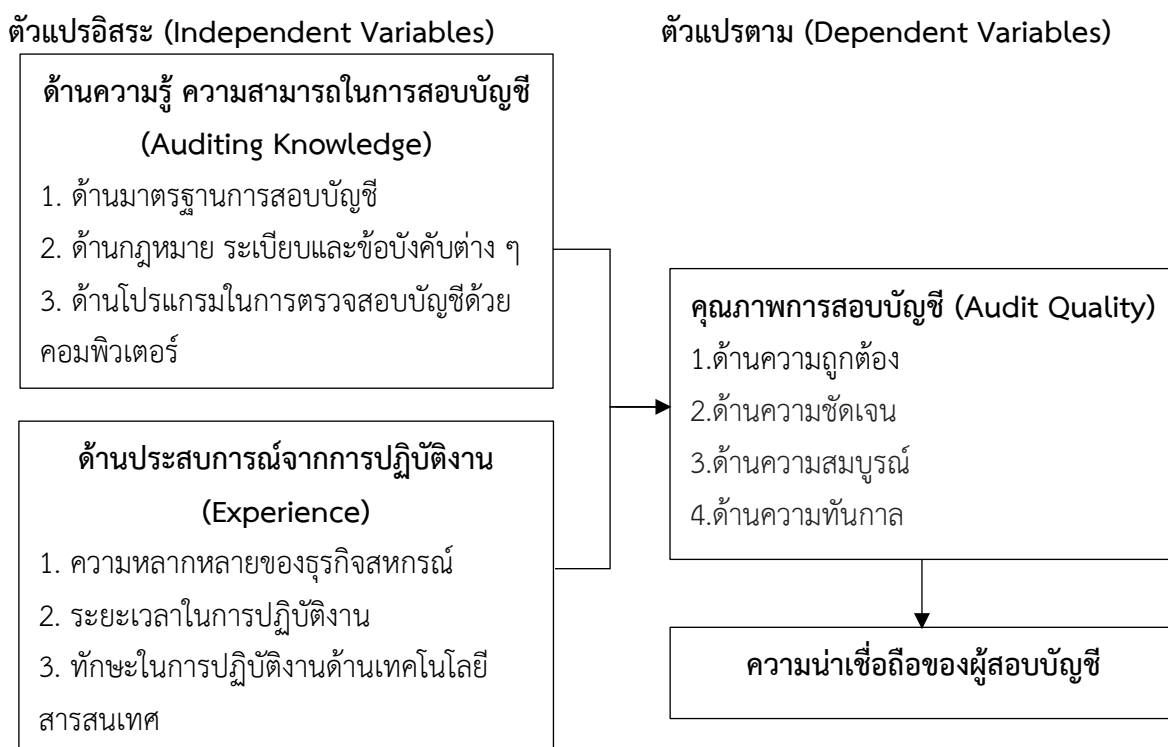 ตัวแปรอิสระ (Independent Variables)
ตัวแปรตาม (Dependent Variables)
ด้านความรู้ ความสามารถในการสอบบัญชี
(Auditing Knowledge)
1. ด้านมาตรฐานการสอบบัญชี
2. ด้านกฎหมาย ระเบียบและข้อบังคับต่าง ๆ
3. ด้านโปรแกรมในการตรวจสอบบัญชีด้วย
คอมพิวเตอร์
ด้านประสบการณ์จากการปฏิบัติงาน
(Experience)
1. ความหลากหลายของธุรกิจสหกรณ์
2. ระยะเวลาในการปฏิบัติงาน
3. ทักษะในการปฏิบัติงานด้านเทคโนโลยี
สารสนเทศ
คุณภาพการสอบบัญชี (Audit Quality)
1.ด้านความถูกต้อง
2.ด้านความชัดเจน
3.ด้านความสมบูรณ์
4.ด้านความทันกาล
ความน่าเชื่อถือของผู้สอบบัญชี